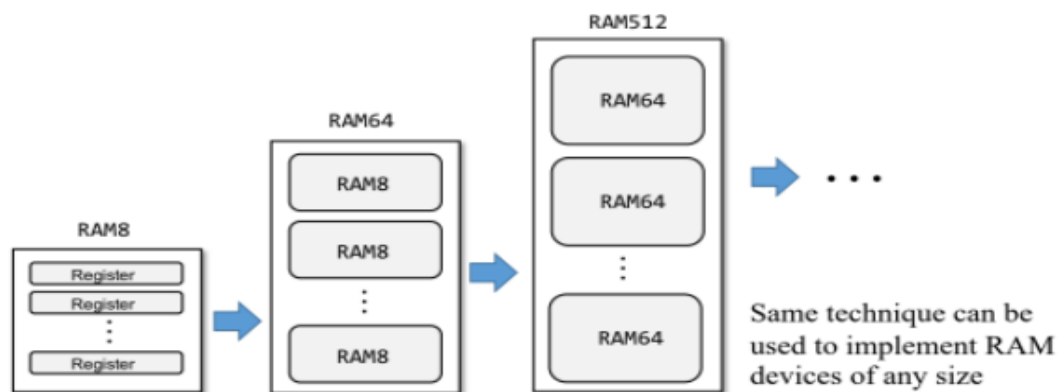 RAM8
Register
Register
⋮
Register
RAM64
RAM8
RAM8
⋮
RAM8
RAM512
RAM64
RAM64
⋮
RAM64
...
Same technique can be
used to implement RAM
devices of any size